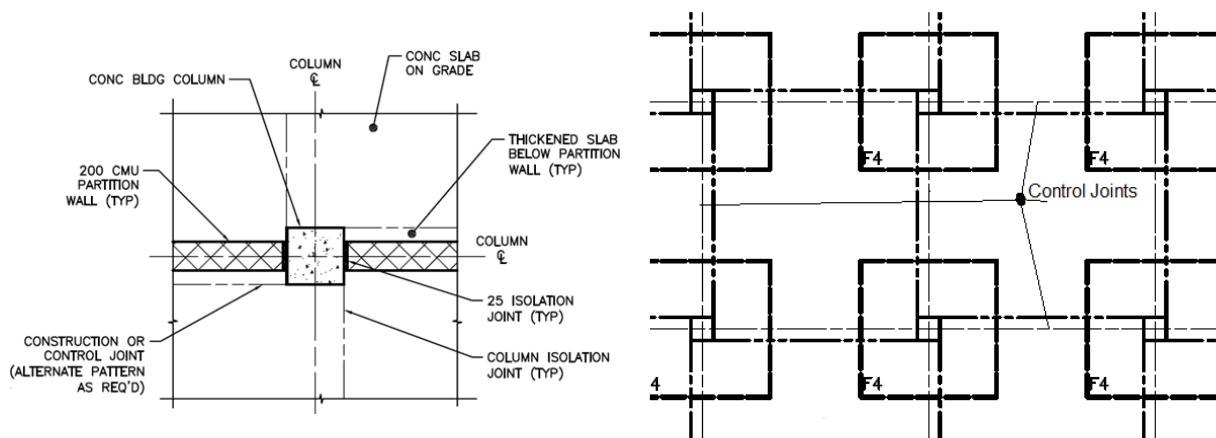 CONC SLAB
ON GRADE
COLUMN
℄
CONC BLDG COLUMN
THICKENED SLAB
BELOW PARTITION
WALL (TYP)
200 CMU
PARTITION
WALL (TYP)
COLUMN
℄
25 ISOLATION
JOINT (TYP)
CONSTRUCTION OR
CONTROL JOINT
(ALTERNATE PATTERN
AS REQ'D)
COLUMN ISOLATION
JOINT (TYP)
F4
F4
Control Joints
4
F4
F4